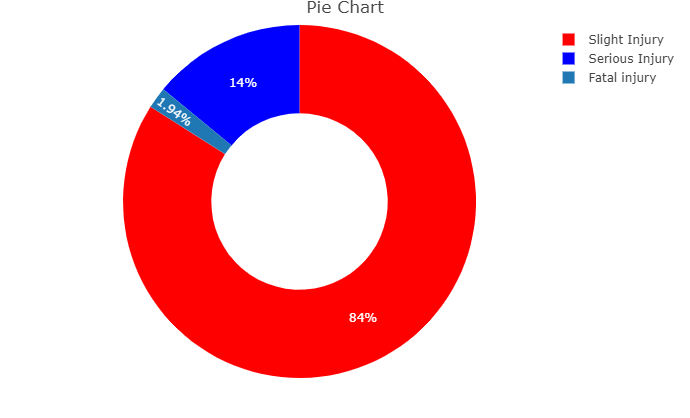 Pie Chart
Slight Injury
Serious Injury
Fatal injury
14%
1.94%
84%